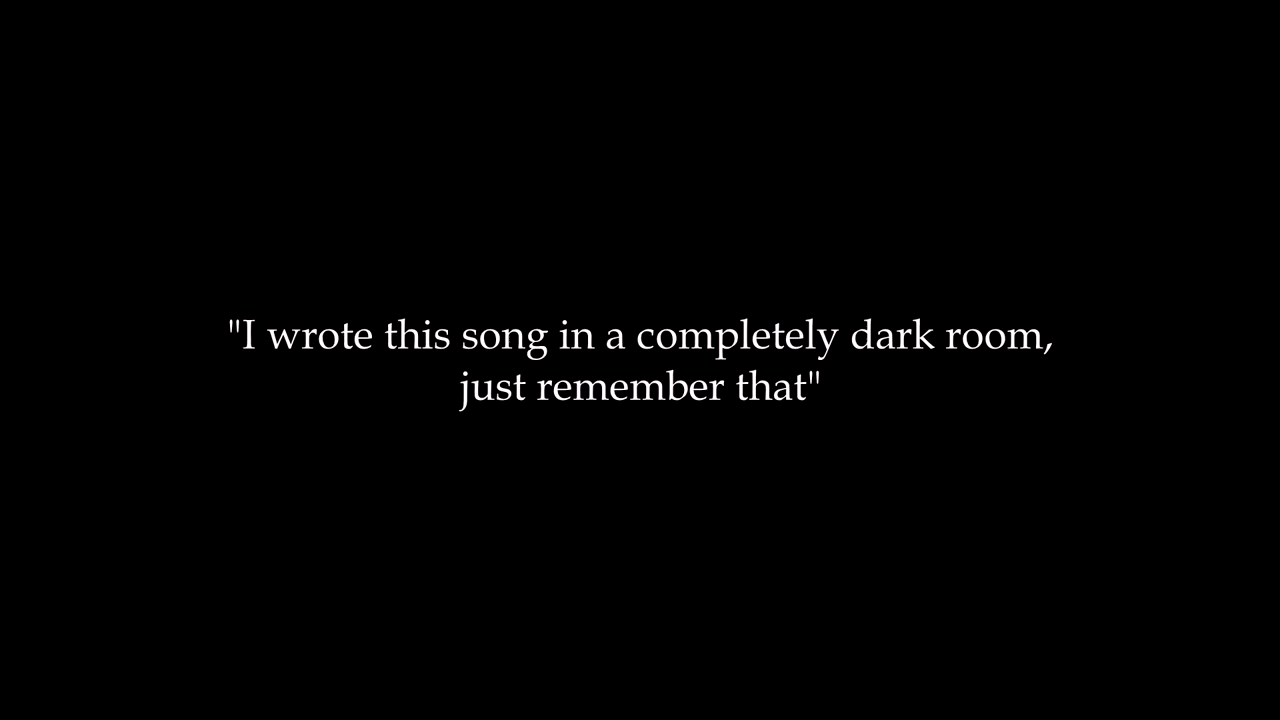 "I wrote this song in a completely dark room,
just remember that"